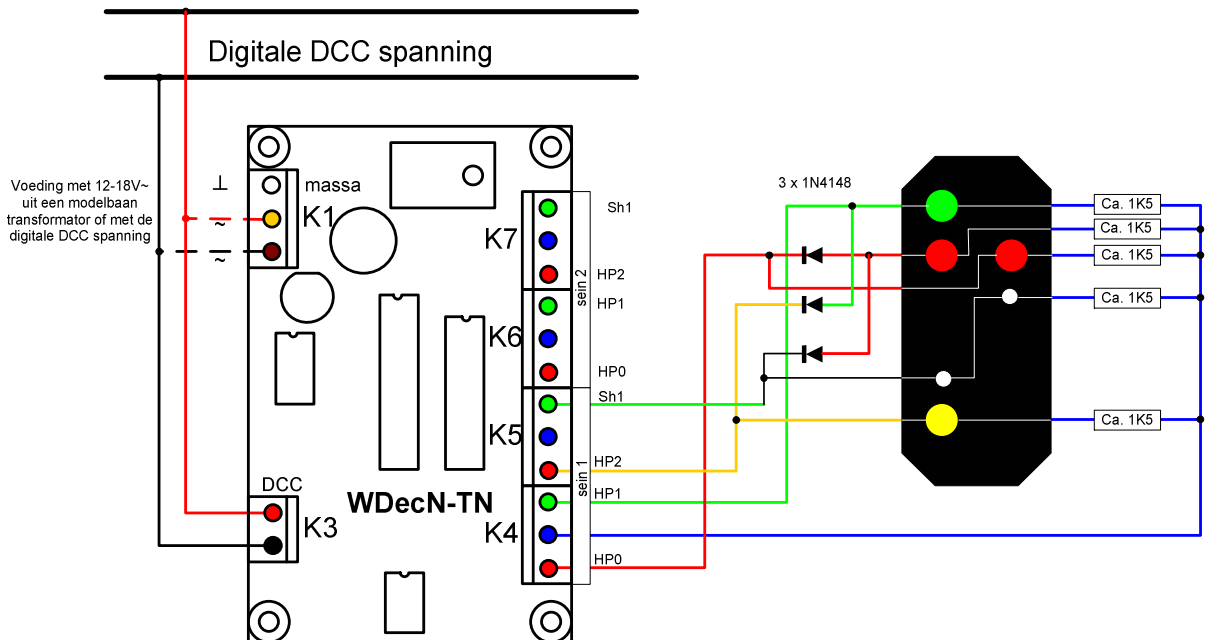 Digitale DCC spanning
Voeding met 12-18V~
uit een modelbaan
transformator of met de
digitale DCC spanning
⊥
massa
K1
~
~
3 x 1N4148
Sh1
K7
HP2
sein 2
HP1
K6
HP0
Sh1
K5
HP2
sein 1
HP1
K4
HP0
WDecN-TN
DCC
K3
Ca. 1K5
Ca. 1K5
Ca. 1K5
Ca. 1K5
Ca. 1K5